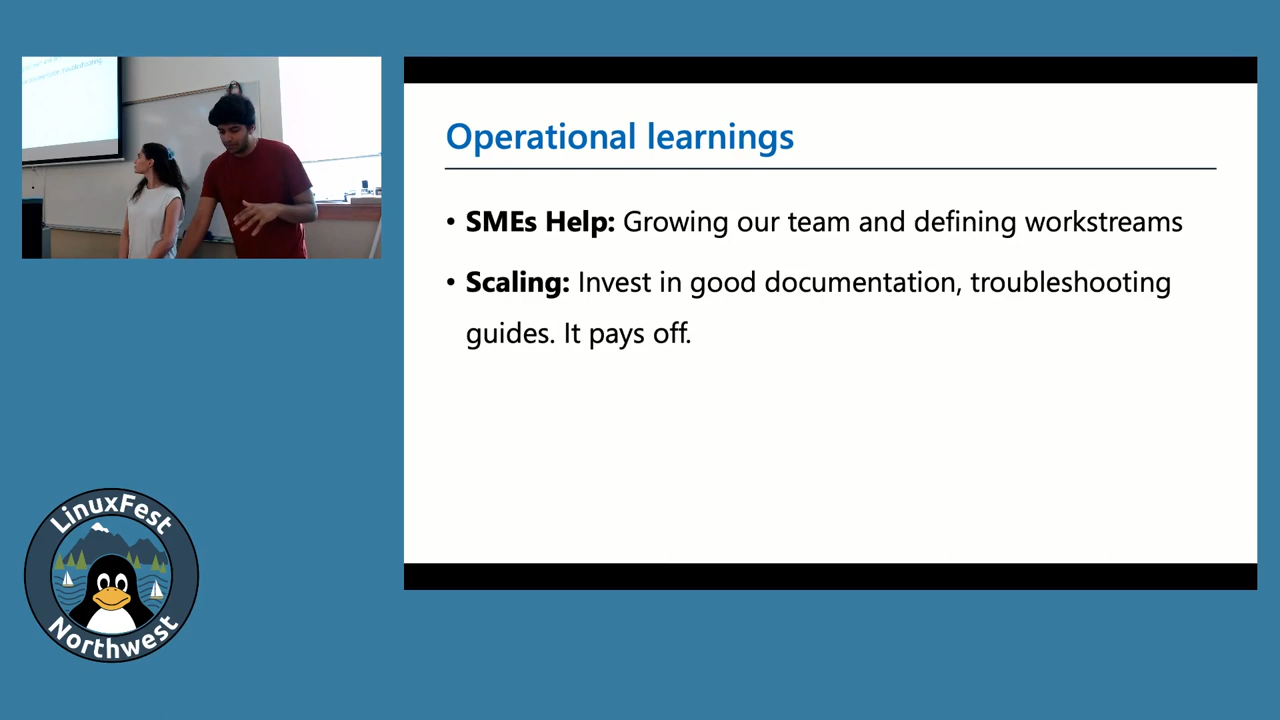 Operational learnings
• SMEs Help: Growing our team and defining workstreams
• Scaling: Invest in good documentation, troubleshooting
guides. It pays off.
LinuxFest
Northwest